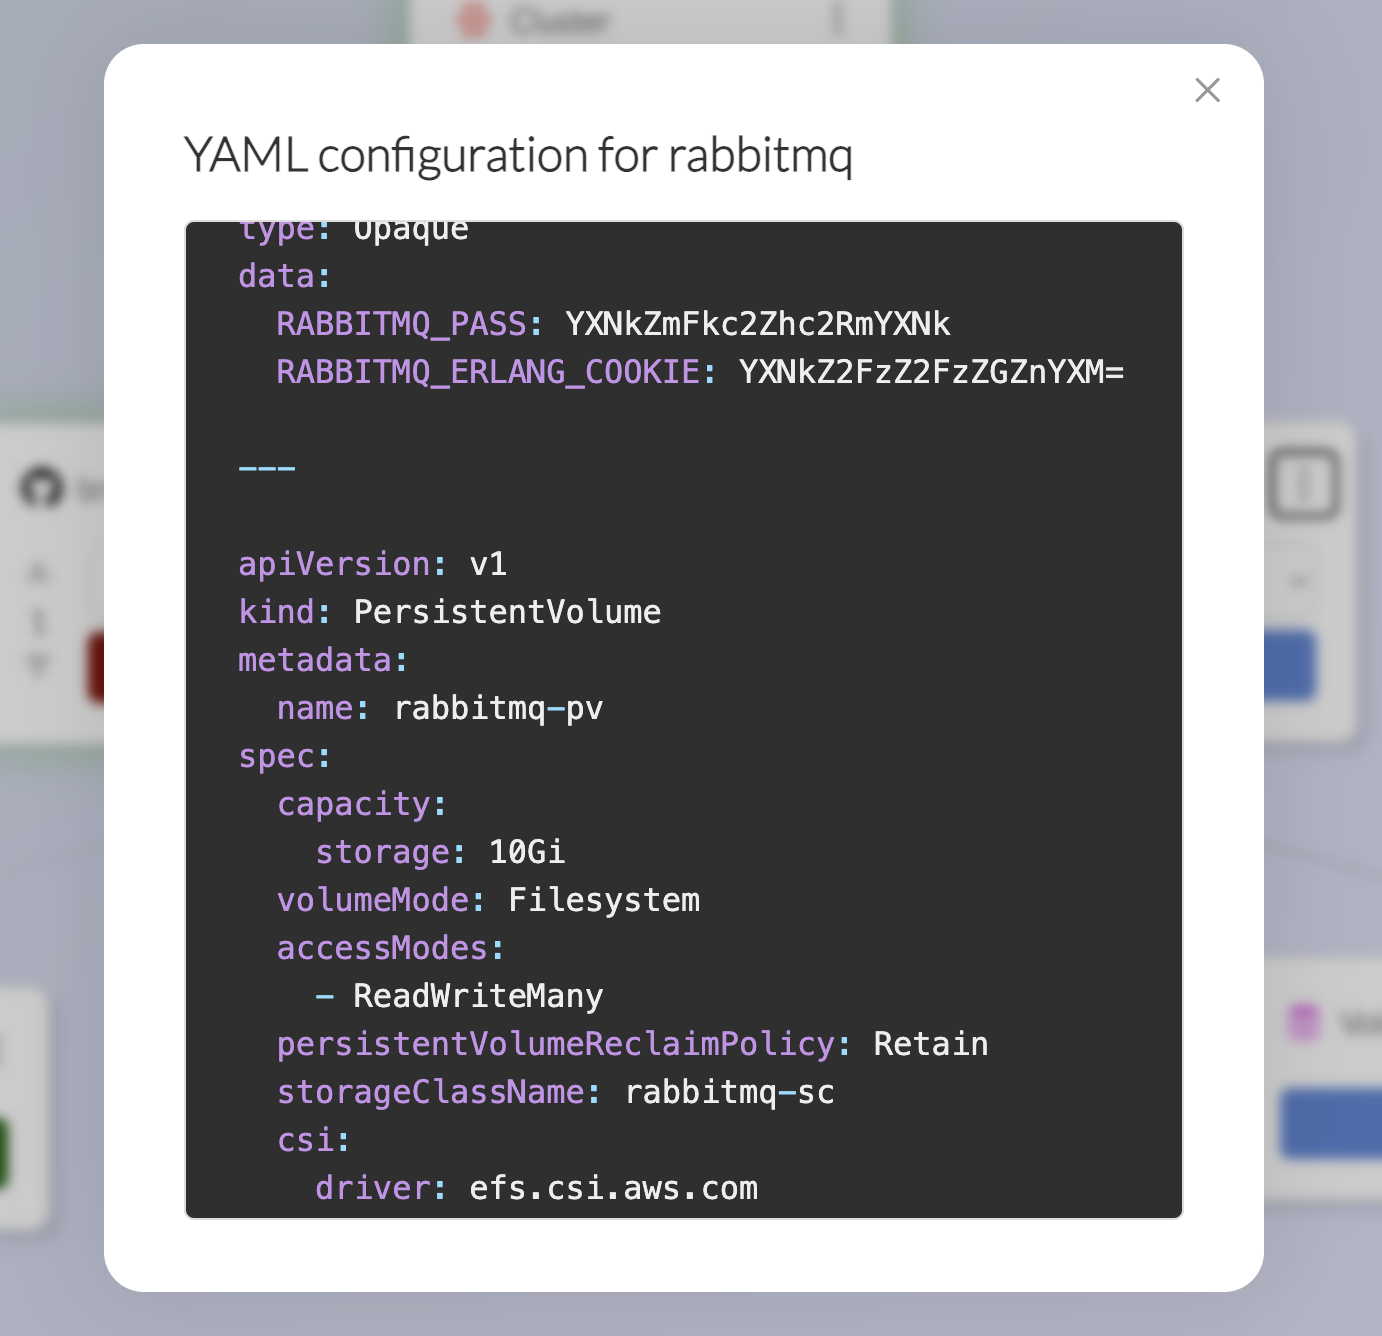 Cluster
YAML configuration for rabbitmq
type: Opaque
data:
  RABBITMQ_PASS: YXNkZmFkc2Zhc2RmYXNk
  RABBITMQ_ERLANG_COOKIE: YXNkZ2FzZ2FzZGZnYXM=
---
apiVersion: v1
kind: PersistentVolume
metadata:
  name: rabbitmq-pv
spec:
  capacity:
    storage: 10Gi
  volumeMode: Filesystem
  accessModes:
    - ReadWriteMany
  persistentVolumeReclaimPolicy: Retain
  storageClassName: rabbitmq-sc
  csi:
    driver: efs.csi.aws.com